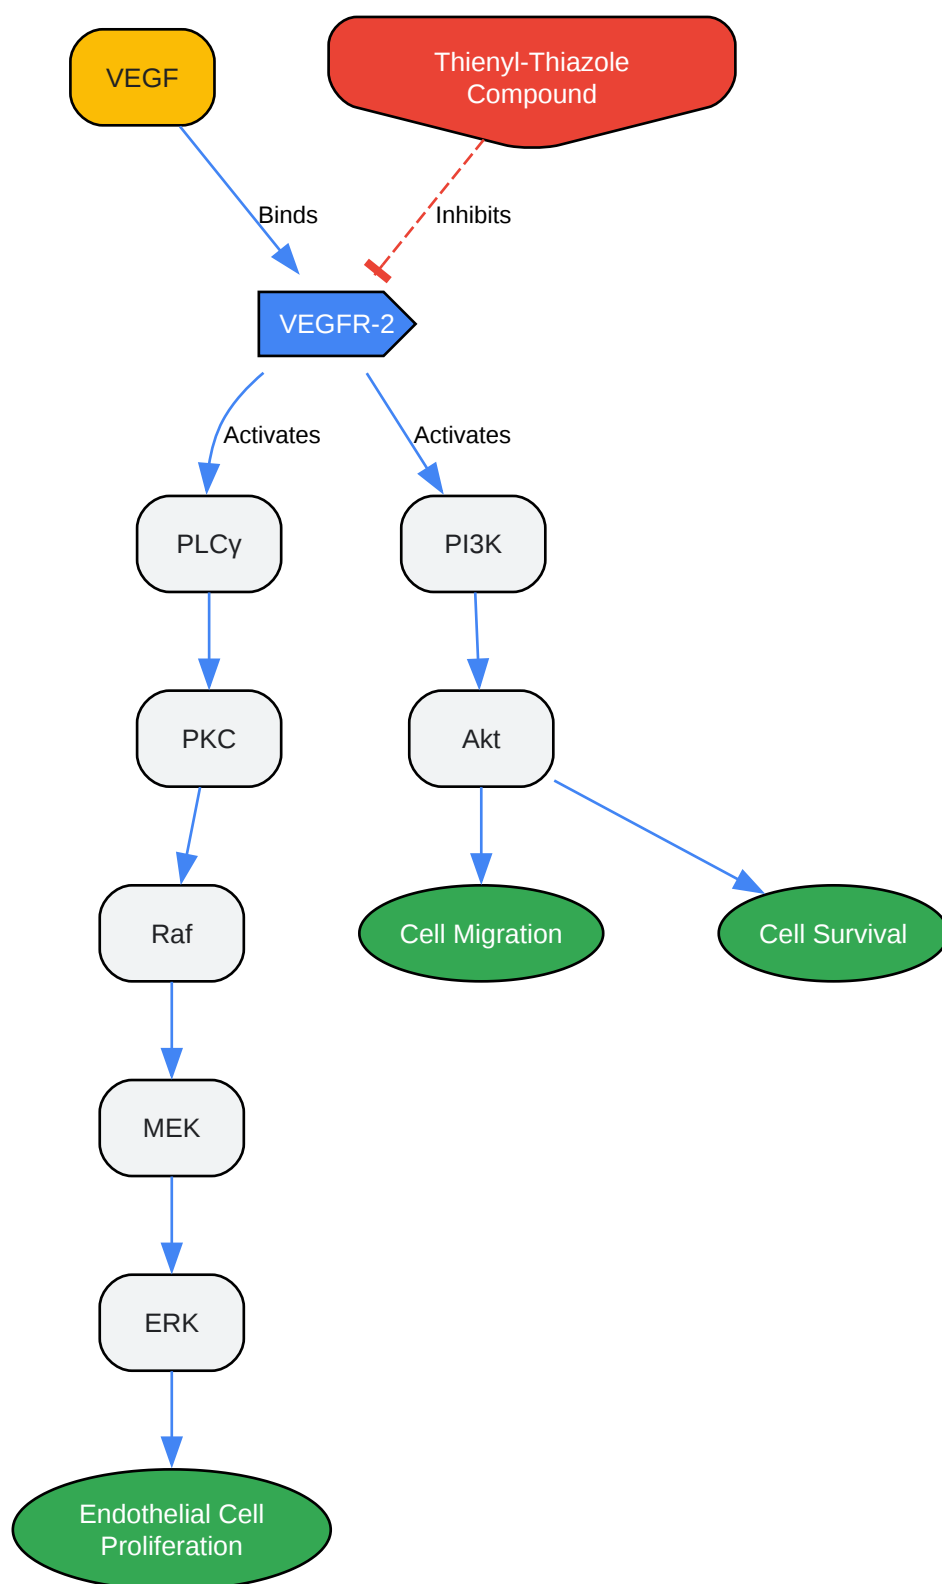 VEGF
Thienyl-Thiazole
Compound
Binds
Inhibits
VEGFR-2
Activates
Activates
PLCγ
PI3K
PKC
Akt
Raf
Cell Migration
Cell Survival
MEK
ERK
Endothelial Cell
Proliferation